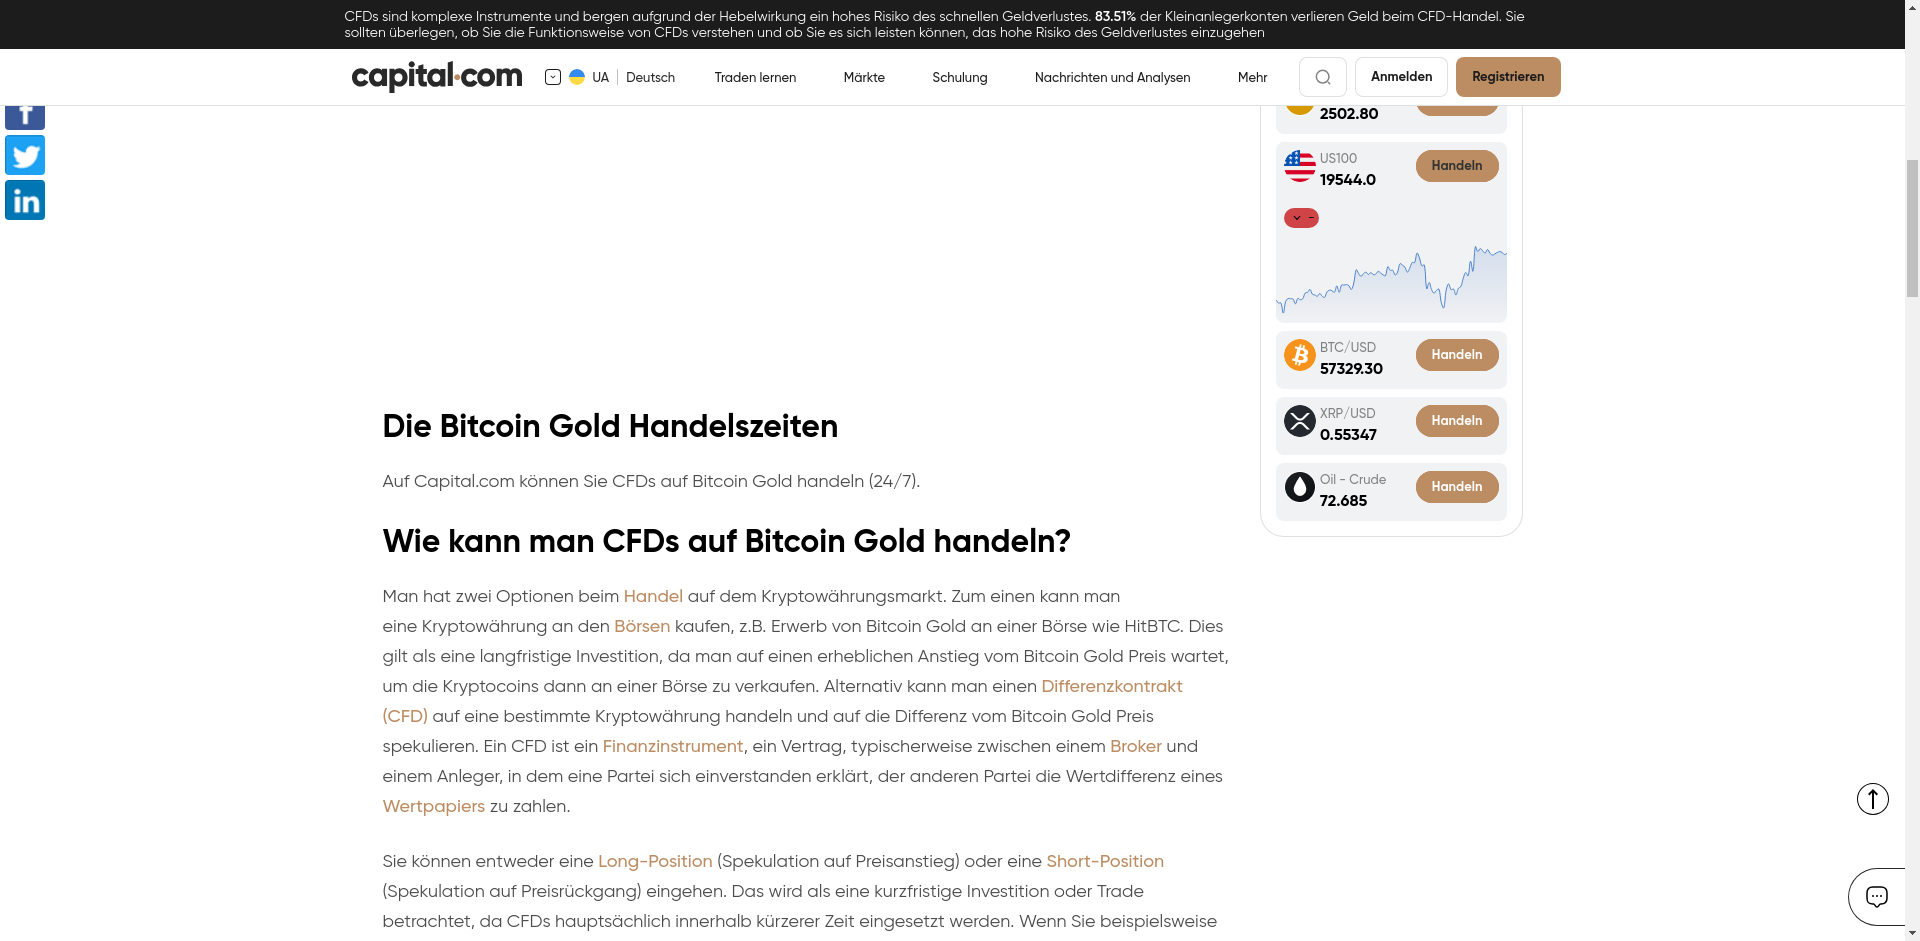 CFDs sind komplexe Instrumente und bergen aufgrund der Hebelwirkung ein hohes Risiko des schnellen Geldverlustes. 83.51% der Kleinanlegerkonten verlieren Geld beim CFD-Handel. Sie
sollten überlegen, ob Sie die Funktionsweise von CFDs verstehen und ob Sie es sich leisten können, das hohe Risiko des Geldverlustes einzugehen
capital.com
UA
Deutsch
Traden lernen
Märkte
Schulung
Nachrichten und Analysen
Mehr
Anmelden
Registrieren
2502.80
US100
19544.0
Handeln
BTC/USD
57329.30
Handeln
XRP/USD
0.55347
Handeln
Oil - Crude
72.685
Handeln
Die Bitcoin Gold Handelszeiten
Auf Capital.com können Sie CFDs auf Bitcoin Gold handeln (24/7).
Wie kann man CFDs auf Bitcoin Gold handeln?
Man hat zwei Optionen beim Handel auf dem Kryptowährungsmarkt. Zum einen kann man
eine Kryptowährung an den Börsen kaufen, z.B. Erwerb von Bitcoin Gold an einer Börse wie HitBTC. Dies
gilt als eine langfristige Investition, da man auf einen erheblichen Anstieg vom Bitcoin Gold Preis wartet,
um die Kryptocoins dann an einer Börse zu verkaufen. Alternativ kann man einen Differenzkontrakt
(CFD) auf eine bestimmte Kryptowährung handeln und auf die Differenz vom Bitcoin Gold Preis
spekulieren. Ein CFD ist ein Finanzinstrument, ein Vertrag, typischerweise zwischen einem Broker und
einem Anleger, in dem eine Partei sich einverstanden erklärt, der anderen Partei die Wertdifferenz eines
Wertpapiers zu zahlen.
Sie können entweder eine Long-Position (Spekulation auf Preisanstieg) oder eine Short-Position
(Spekulation auf Preisrückgang) eingehen. Das wird als eine kurzfristige Investition oder Trade
betrachtet, da CFDs hauptsächlich innerhalb kürzerer Zeit eingesetzt werden. Wenn Sie beispielsweise